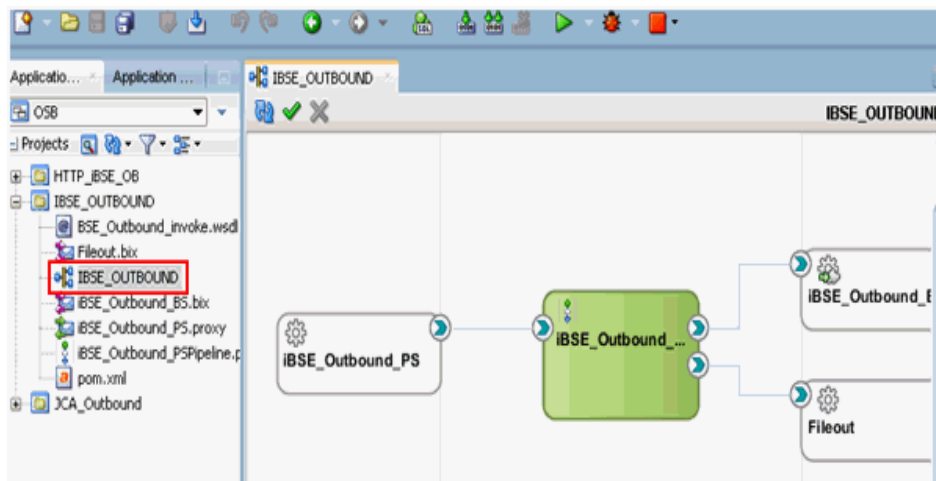 Applicatio...
Application ...
IBSE_OUTBOUND
OSB
IBSE_OUTBOUN
Projects
HTTP_iBSE_OB
IBSE_OUTBOUND
BSE_Outbound_invoke.wsdl
Fileout.bix
IBSE_OUTBOUND
iBSE_Outbound_BS.bix
iBSE_Outbound_PS.proxy
iBSE_Outbound_PSPipeline.p
pom.xml
JCA_Outbound
iBSE_Outbound_PS
iBSE_Outbound_...
iBSE_Outbound_B
Fileout